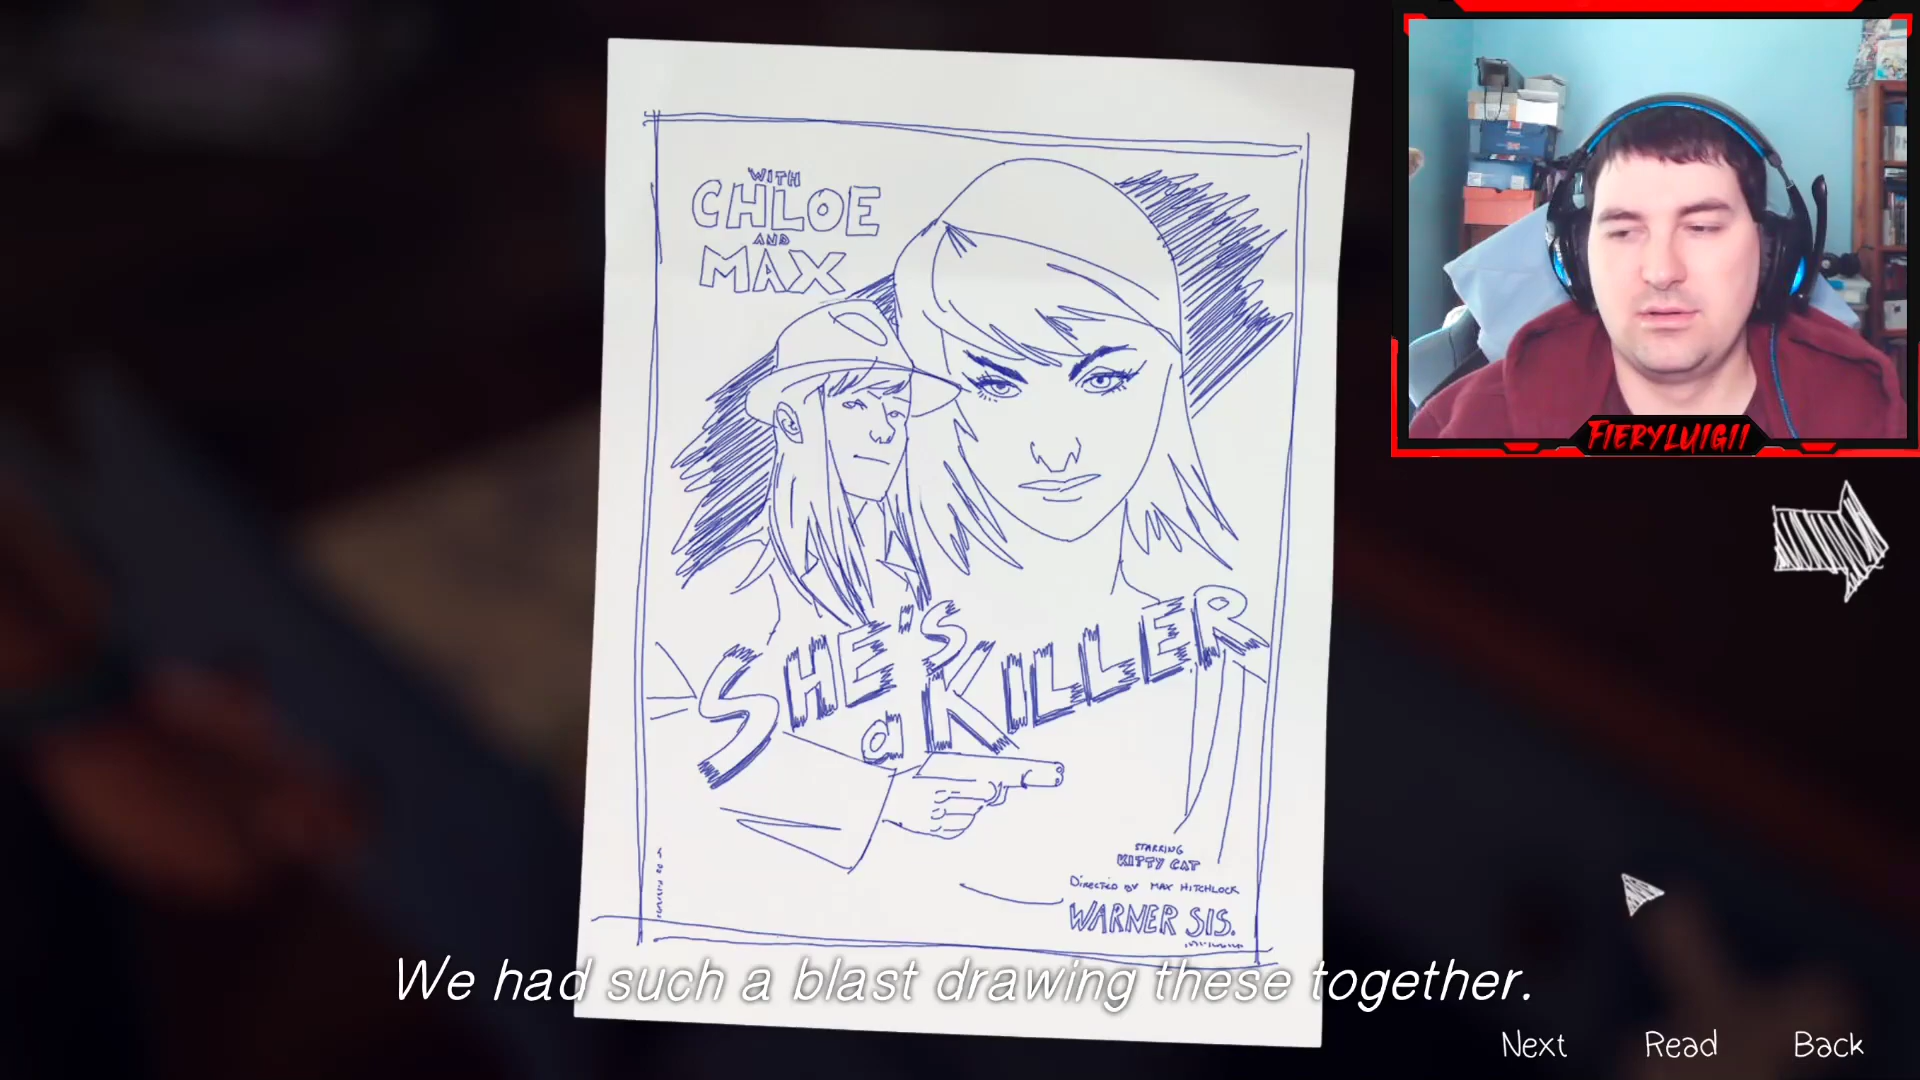 WITH
CHLOE
AND
MAX
SHE'S
a KILLER
STARRING
KITTY CAT
DIRECTED BY MAX HITCHLOCK
WARNER SIS.
FIERYLUIGII
We had such a blast drawing these together.
Next Read Back